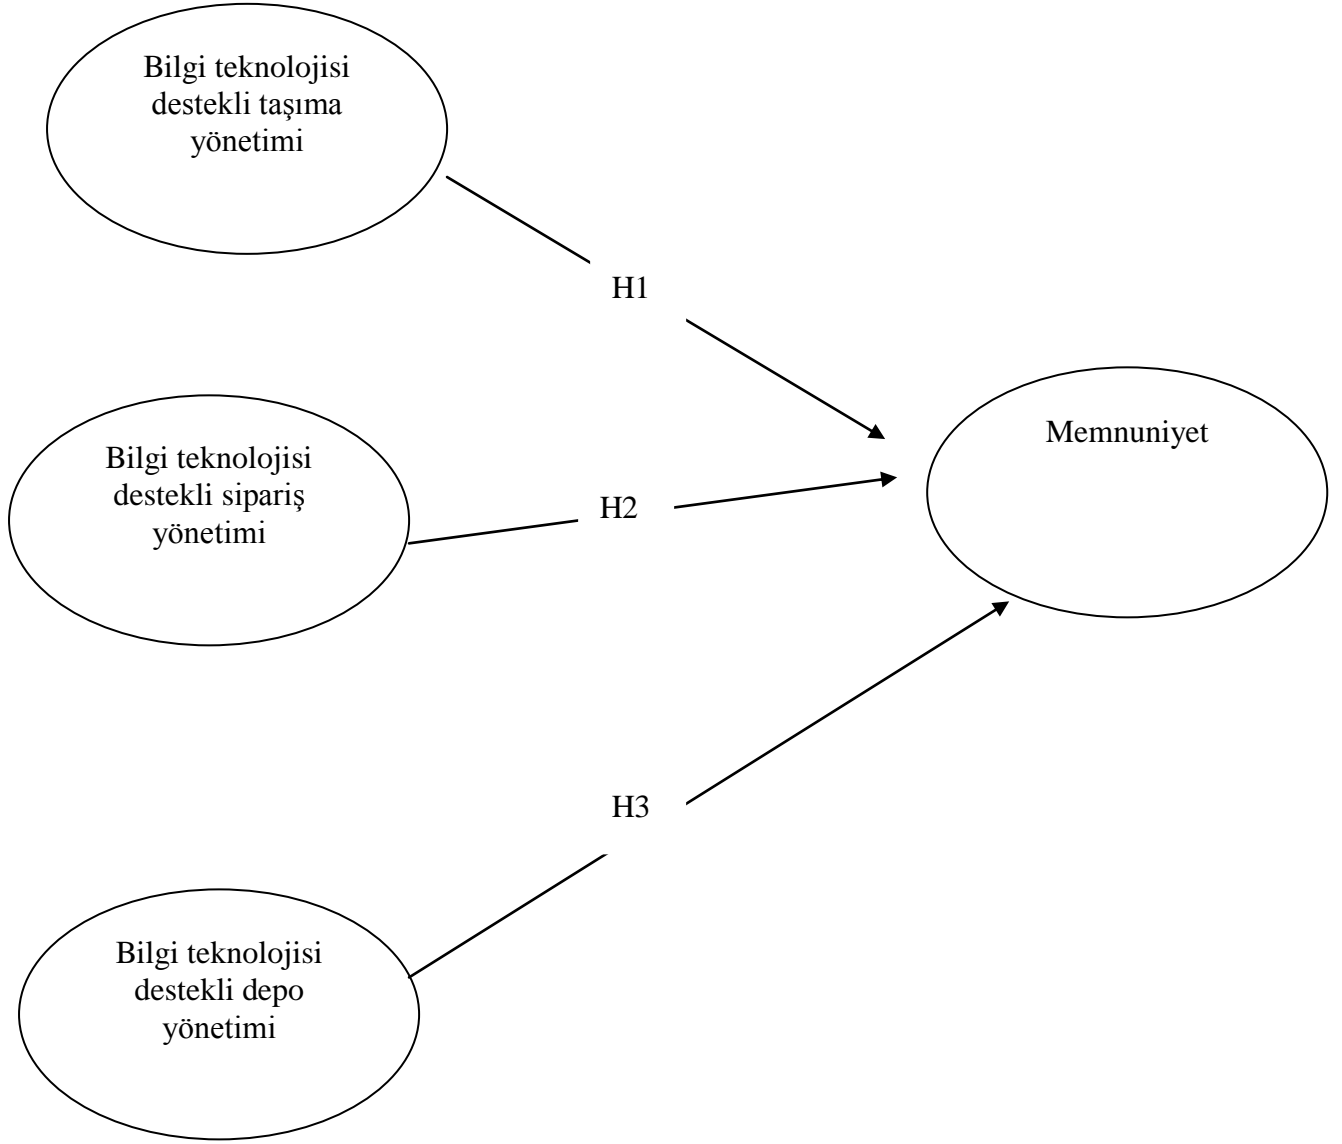 Bilgi teknolojisi
destekli taşıma
yönetimi
H1
Memnuniyet
Bilgi teknolojisi
destekli sipariş
yönetimi
H2
H3
Bilgi teknolojisi
destekli depo
yönetimi